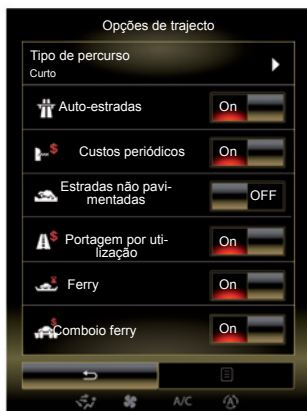 Opções de trajecto
Tipo de percurso
Curto
Auto-estradas
On
$
Custos periódicos
On
Estradas não pavi-
mentadas
OFF
$
Portagem por uti-
lização
On
Ferry
On
Comboio ferry
On
A/C
A